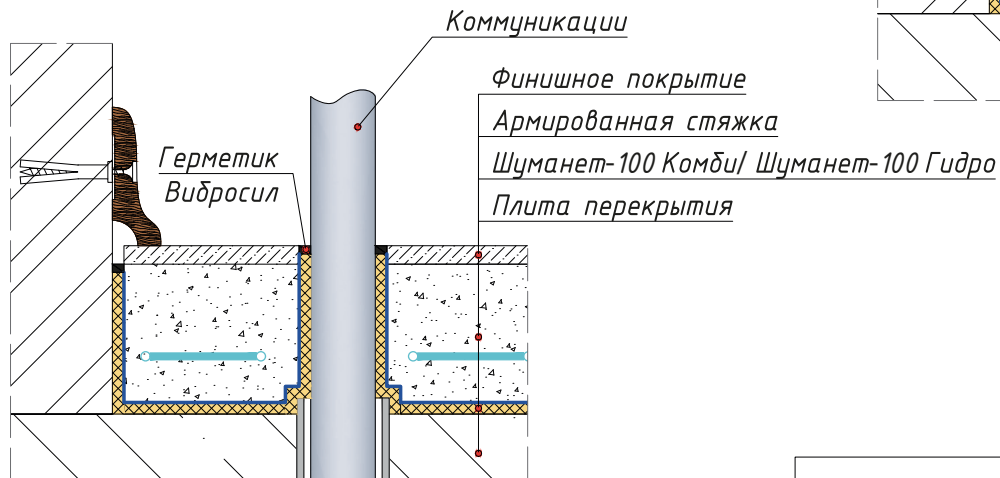 Коммуникации
Финишное покрытие
Армированная стяжка
Шуманет-100 Комби/ Шуманет-100 Гидро
Плита перекрытия
Герметик
Вибросил